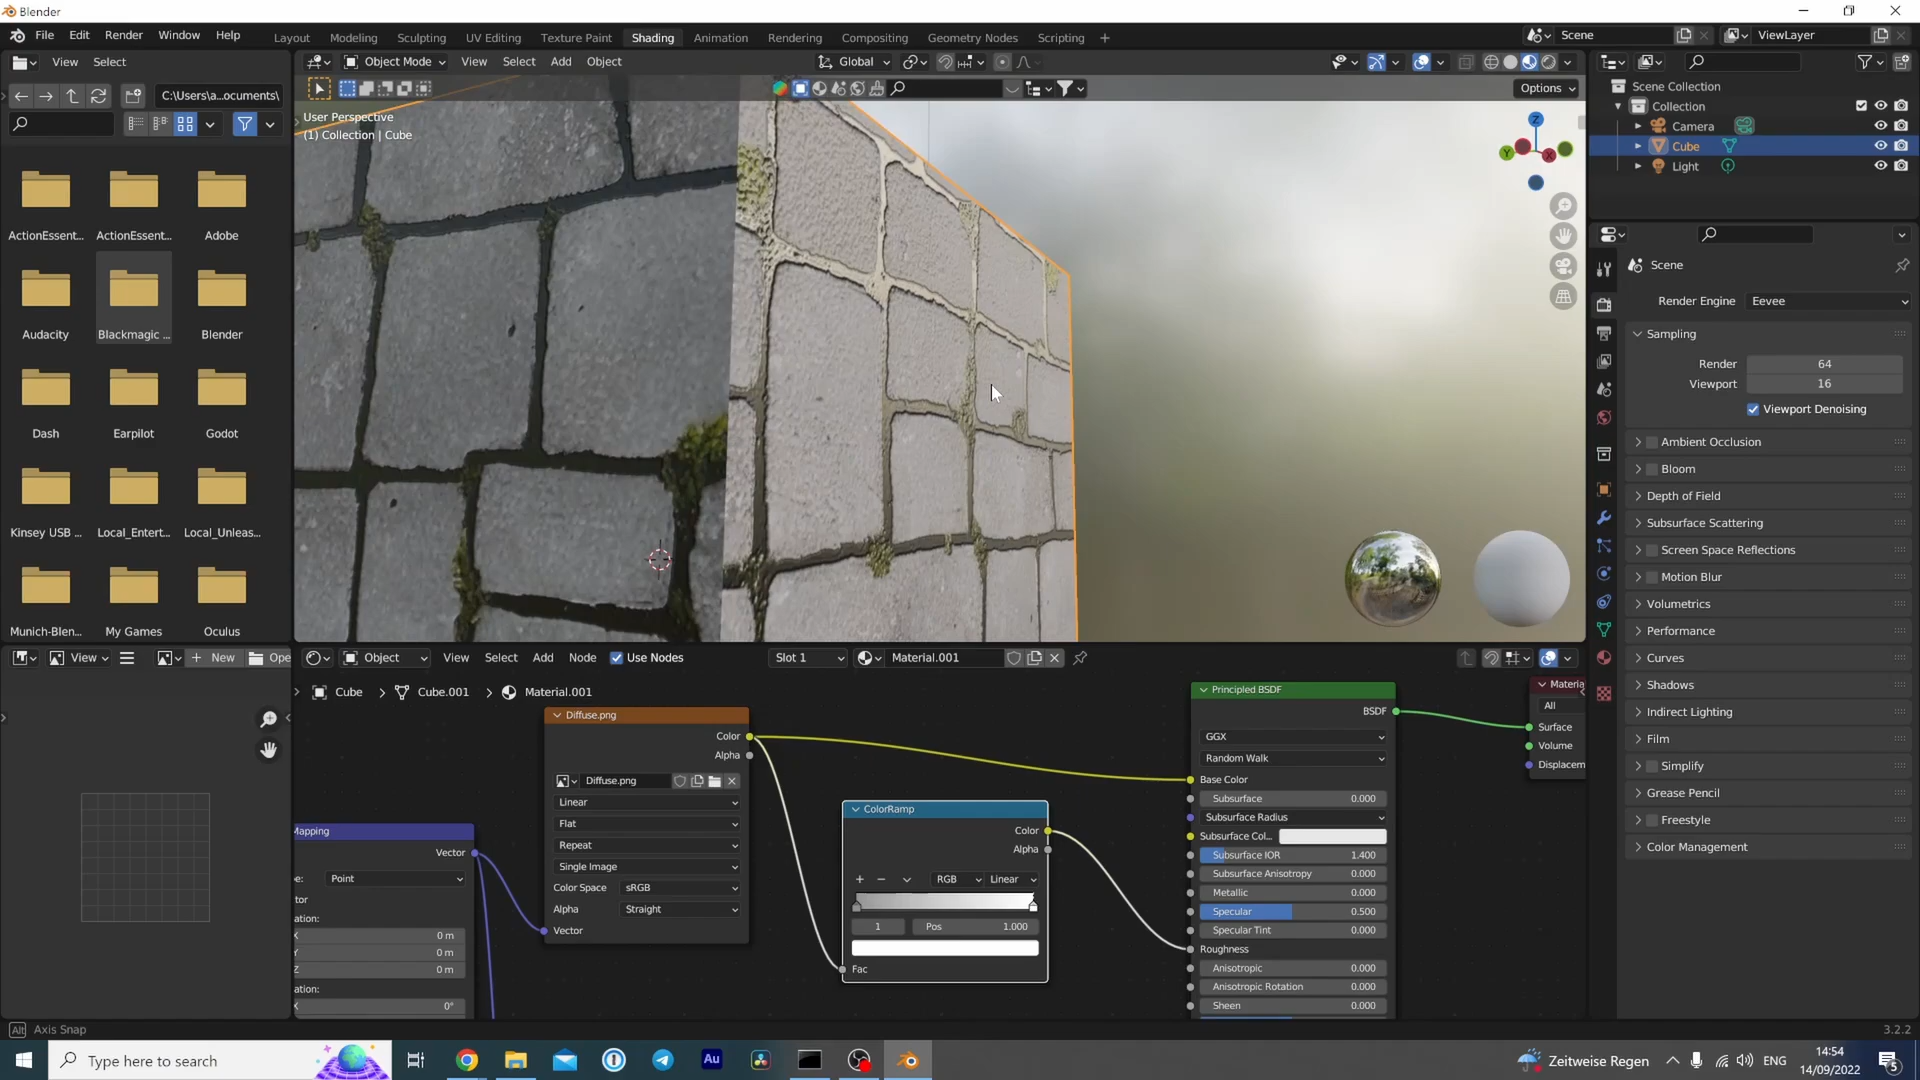 Blender
File Edit Render Window Help
Layout Modeling Sculpting UV Editing Texture Paint Shading Animation Rendering Compositing Geometry Nodes Scripting +
Scene
ViewLayer
View Select
Object Mode View Select Add Object
Global
C:\Users\a...ocuments\
Options
User Perspective
(1) Collection | Cube
Z
Y
X
Scene Collection
Collection
Camera
Cube
Light
ActionEssent...
ActionEssent...
Adobe
Audacity
Blackmagic ...
Blender
Dash
Earpilot
Godot
Kinsey USB ...
Local_Entert...
Local_Unleas...
Munich-Blen...
My Games
Oculus
Scene
Render Engine Eevee
Sampling
Render 64
Viewport 16
Viewport Denoising
Ambient Occlusion
Bloom
Depth of Field
Subsurface Scattering
Screen Space Reflections
Motion Blur
Volumetrics
Performance
Curves
Shadows
Indirect Lighting
Film
Simplify
Grease Pencil
Freestyle
Color Management
View
New
Ope
Object View Select Add Node Use Nodes
Slot 1
Material.001
Cube > Cube.001 > Material.001
Mapping
Vector
e: Point
tor
ation:
X 0 m
Y 0 m
Z 0 m
ation:
X 0°
Diffuse.png
Color
Alpha
Diffuse.png
Linear
Flat
Repeat
Single Image
Color Space sRGB
Alpha Straight
Vector
ColorRamp
Color
Alpha
+ − RGB Linear
1 Pos 1.000
Fac
Principled BSDF
BSDF
GGX
Random Walk
Base Color
Subsurface 0.000
Subsurface Radius
Subsurface Col...
Subsurface IOR 1.400
Subsurface Anisotropy 0.000
Metallic 0.000
Specular 0.500
Specular Tint 0.000
Roughness
Anisotropic 0.000
Anisotropic Rotation 0.000
Sheen 0.000
Materia
All
Surface
Volume
Displacem
Alt Axis Snap
3.2.2
Type here to search
Au
Zeitweise Regen
ENG
14:54
14/09/2022
5